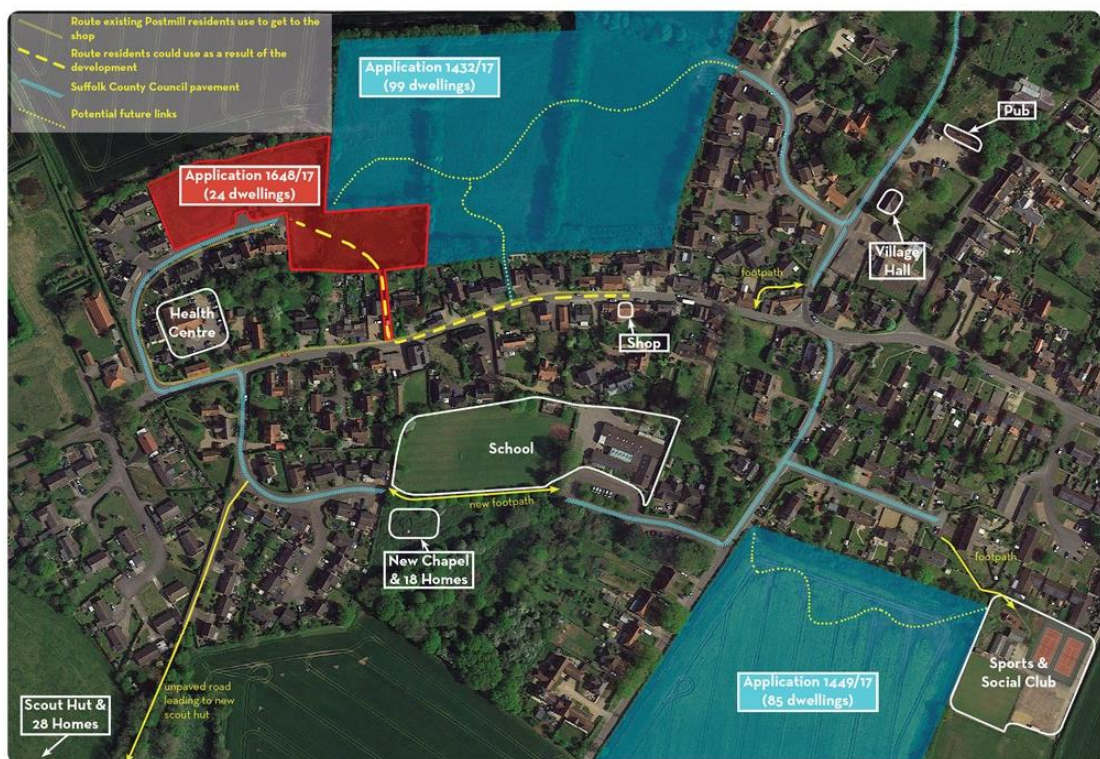 Route existing Postmill residents use to get to the
shop
Route residents could use as a result of the
development
Suffolk County Council pavement
Potential future links
Application 1432/17
(99 dwellings)
Pub
Application 1648/17
(24 dwellings)
Village
Hall
footpath
Health
Centre
Shop
School
new footpath
New Chapel
& 18 Homes
footpath
Sports &
Social Club
Application 1449/17
(85 dwellings)
unpaved road
leading to new
scout hut
Scout Hut &
28 Homes